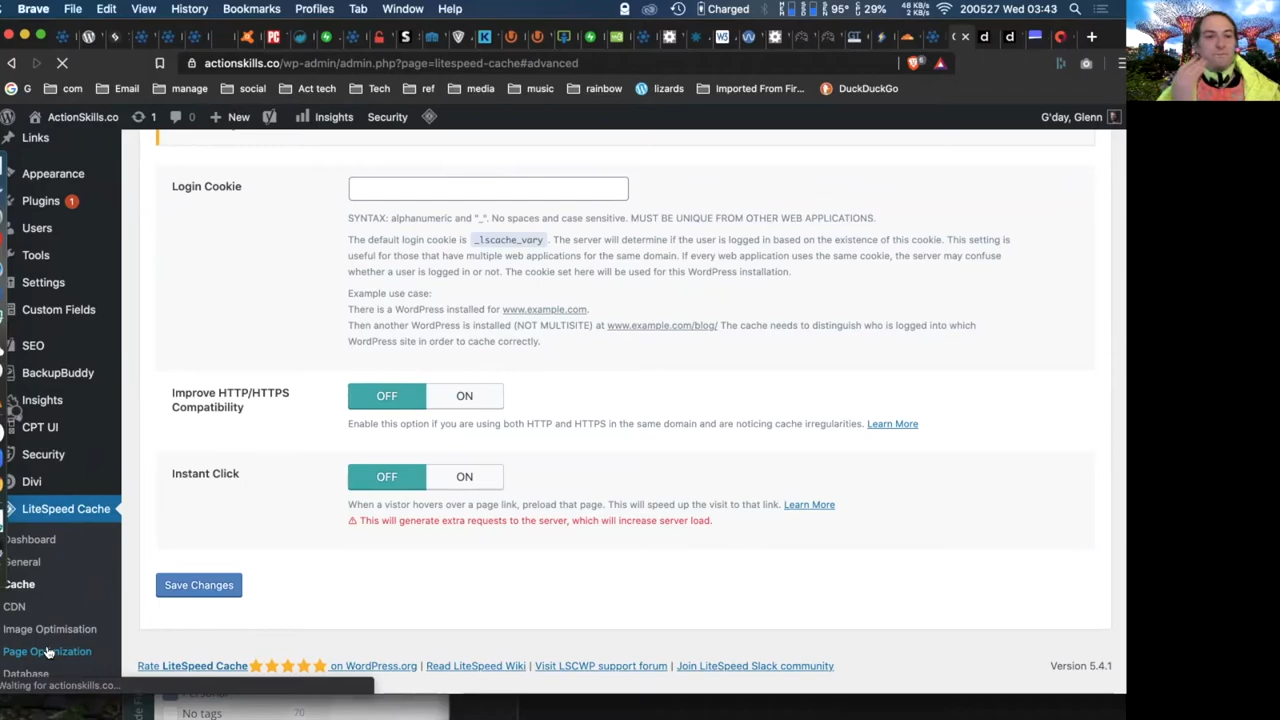 Brave File Edit View History Bookmarks Profiles Tab Window Help Charged 95° 29% 48 KB/s 2 KB/s 200527 Wed 03:43
actionskills.co/wp-admin/admin.php?page=litespeed-cache#advanced
G com Email manage social Act tech Tech ref media music rainbow lizards Imported From Fir... DuckDuckGo
ActionSkills.co 1 0 New Insights Security G'day, Glenn
Links
Appearance
Plugins 1
Users
Tools
Settings
Custom Fields
SEO
BackupBuddy
Insights
CPT UI
Security
Divi
LiteSpeed Cache
Dashboard
General
Cache
CDN
Image Optimisation
Page Optimization
Database
Waiting for actionskills.co...
Login Cookie
SYNTAX: alphanumeric and "_". No spaces and case sensitive. MUST BE UNIQUE FROM OTHER WEB APPLICATIONS.
The default login cookie is _lscache_vary . The server will determine if the user is logged in based on the existence of this cookie. This setting is
useful for those that have multiple web applications for the same domain. If every web application uses the same cookie, the server may confuse
whether a user is logged in or not. The cookie set here will be used for this WordPress installation.
Example use case:
There is a WordPress installed for www.example.com.
Then another WordPress is installed (NOT MULTISITE) at www.example.com/blog/ The cache needs to distinguish who is logged into which
WordPress site in order to cache correctly.
Improve HTTP/HTTPS
Compatibility
OFF ON
Enable this option if you are using both HTTP and HTTPS in the same domain and are noticing cache irregularities. Learn More
Instant Click
OFF ON
When a vistor hovers over a page link, preload that page. This will speed up the visit to that link. Learn More
⚠ This will generate extra requests to the server, which will increase server load.
Save Changes
Rate LiteSpeed Cache ★★★★★ on WordPress.org | Read LiteSpeed Wiki | Visit LSCWP support forum | Join LiteSpeed Slack community Version 5.4.1
No tags 70